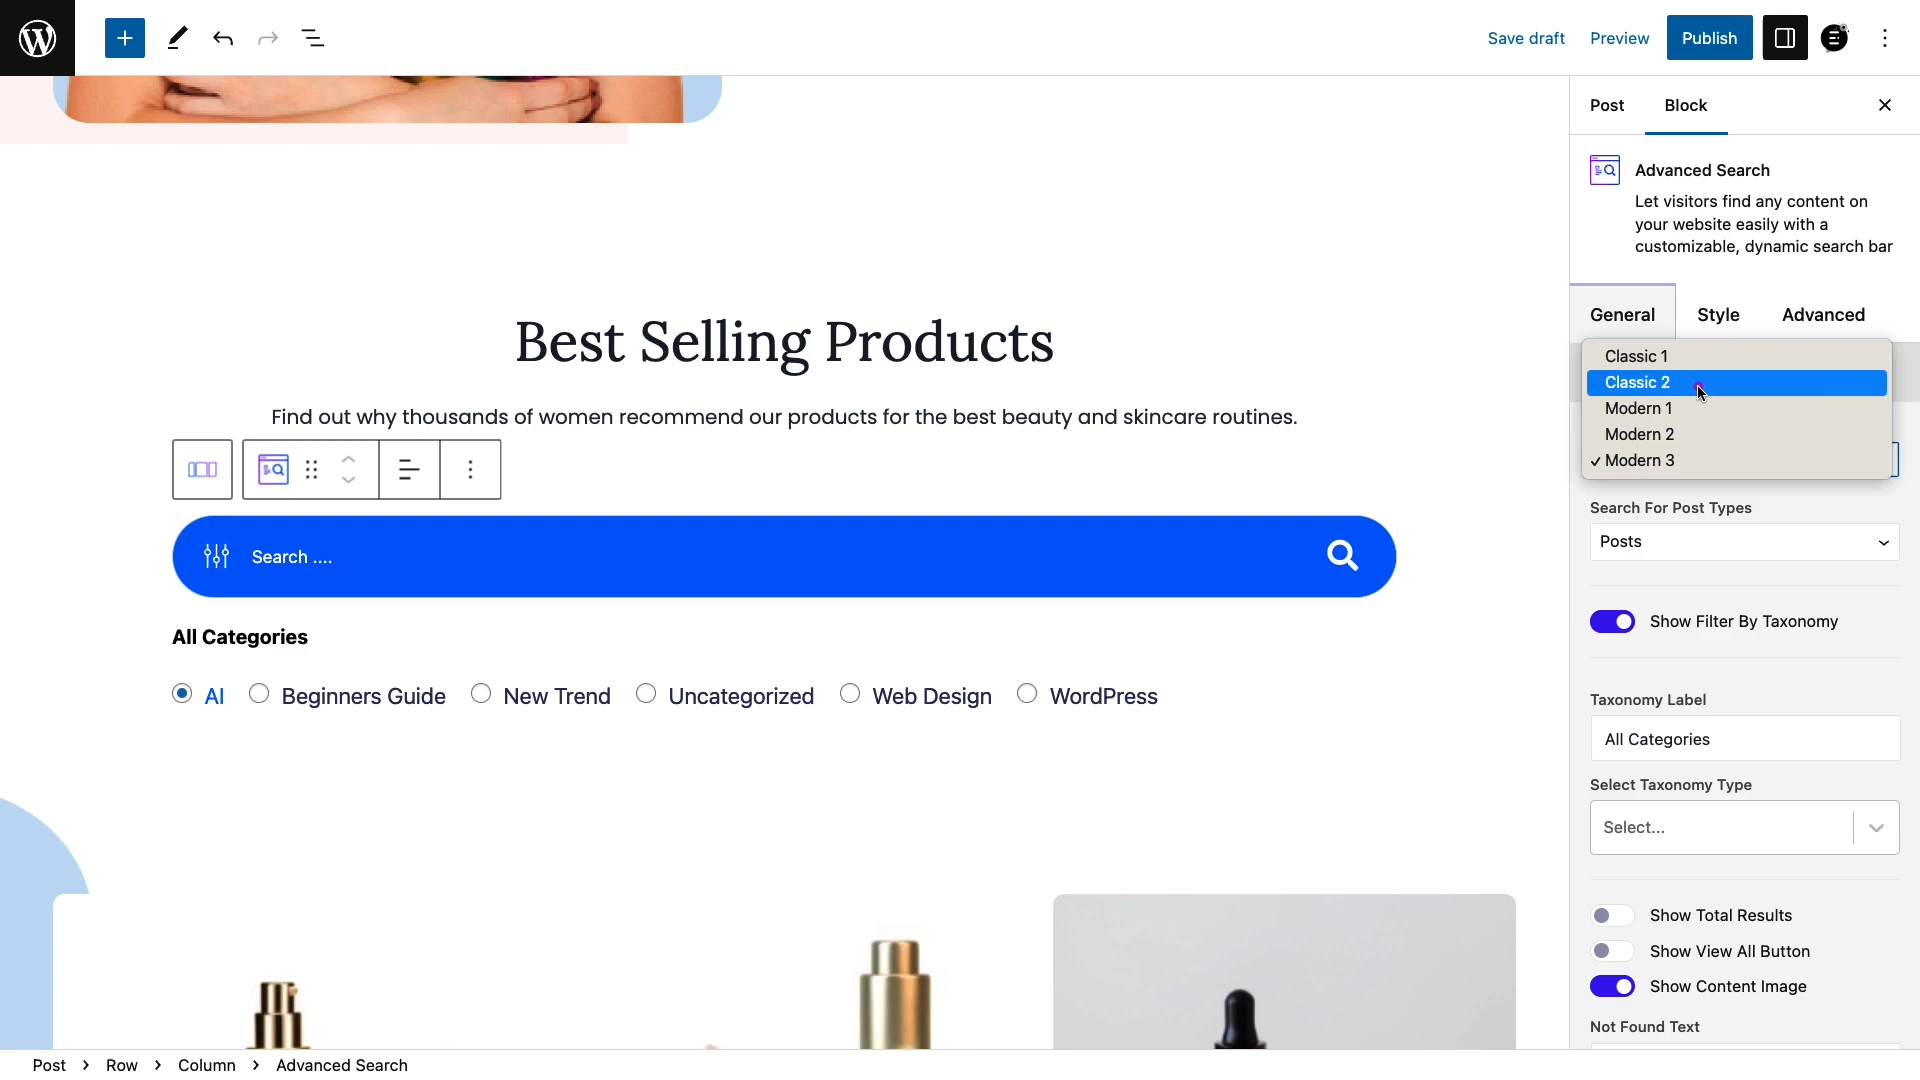 Save draft
Preview
Publish
Post
Block
Advanced Search
Let visitors find any content on
your website easily with a
customizable, dynamic search bar
General
Style
Advanced
Classic 1
Classic 2
Modern 1
Modern 2
✓ Modern 3
Best Selling Products
Find out why thousands of women recommend our products for the best beauty and skincare routines.
Search ....
All Categories
AI
Beginners Guide
New Trend
Uncategorized
Web Design
WordPress
Search For Post Types
Posts
Show Filter By Taxonomy
Taxonomy Label
All Categories
Select Taxonomy Type
Select...
Show Total Results
Show View All Button
Show Content Image
Not Found Text
Post > Row > Column > Advanced Search